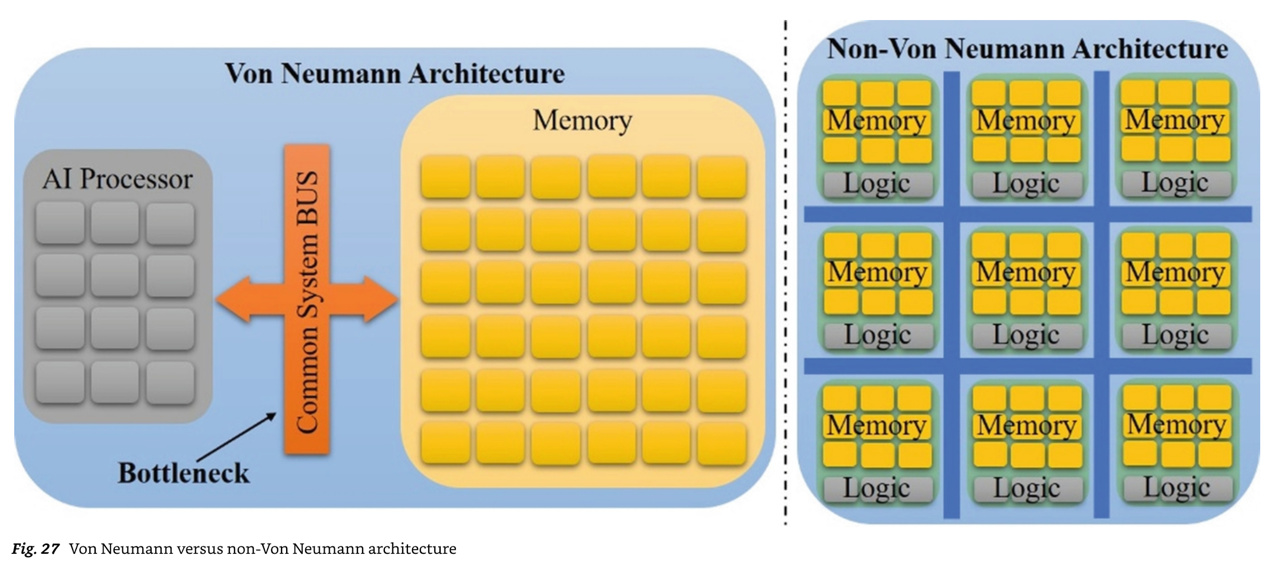 Von Neumann Architecture
AI Processor
Common System BUS
Memory
Bottleneck
Non-Von Neumann Architecture
Memory
Memory
Memory
Logic
Logic
Logic
Memory
Memory
Memory
Logic
Logic
Logic
Memory
Memory
Memory
Logic
Logic
Logic
Fig. 27 Von Neumann versus non-Von Neumann architecture